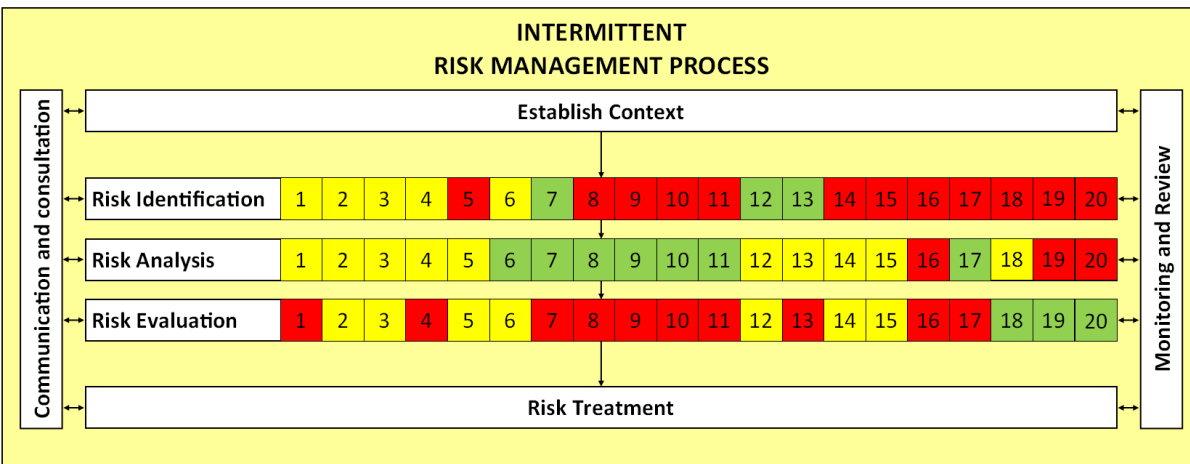 INTERMITTENT
RISK MANAGEMENT PROCESS
Communication and consultation
Establish Context
Risk Identification 1 2 3 4 5 6 7 8 9 10 11 12 13 14 15 16 17 18 19 20
Risk Analysis 1 2 3 4 5 6 7 8 9 10 11 12 13 14 15 16 17 18 19 20
Risk Evaluation 1 2 3 4 5 6 7 8 9 10 11 12 13 14 15 16 17 18 19 20
Risk Treatment
Monitoring and Review